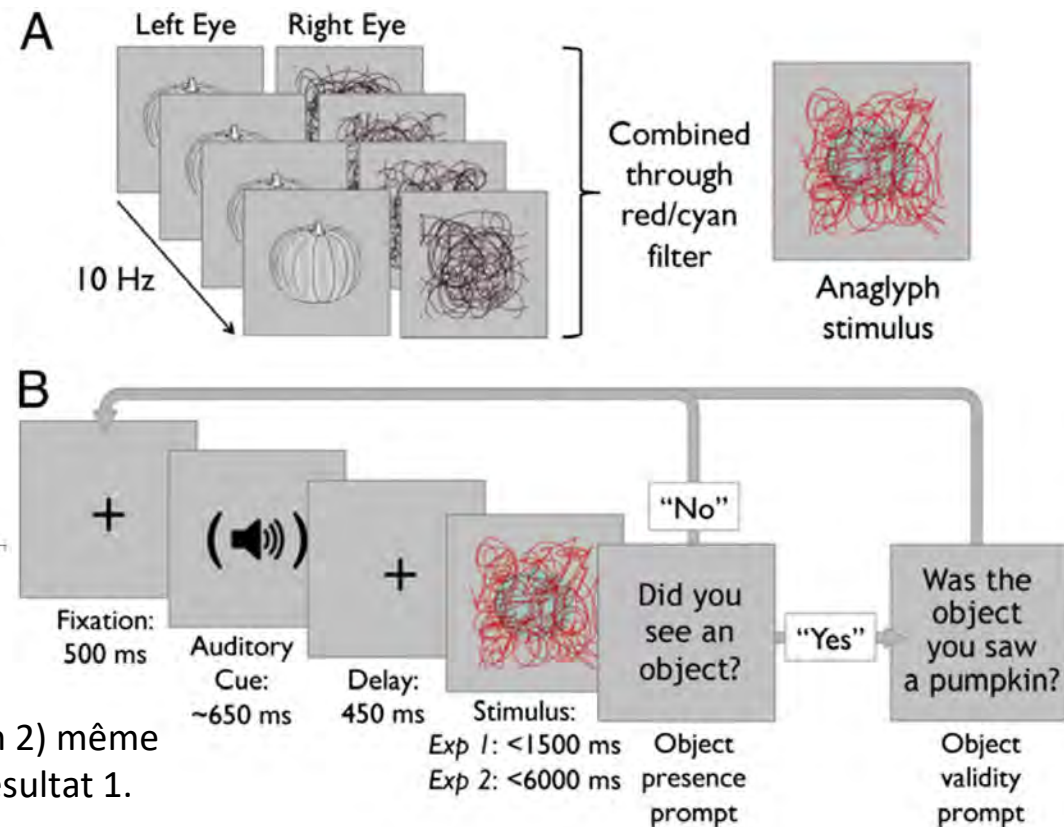 A
Left Eye
Right Eye
10 Hz
Combined
through
red/cyan
filter
Anaglyph
stimulus
B
+
Fixation:
500 ms
Auditory
Cue:
~650 ms
+
Delay:
450 ms
Stimulus:
Exp 1: <1500 ms
Exp 2: <6000 ms
"No"
Did you
see an
object?
Object
presence
prompt
"Yes"
Was the
object
you saw
a pumpkin?
Object
validity
prompt
2) même
ésultat 1.